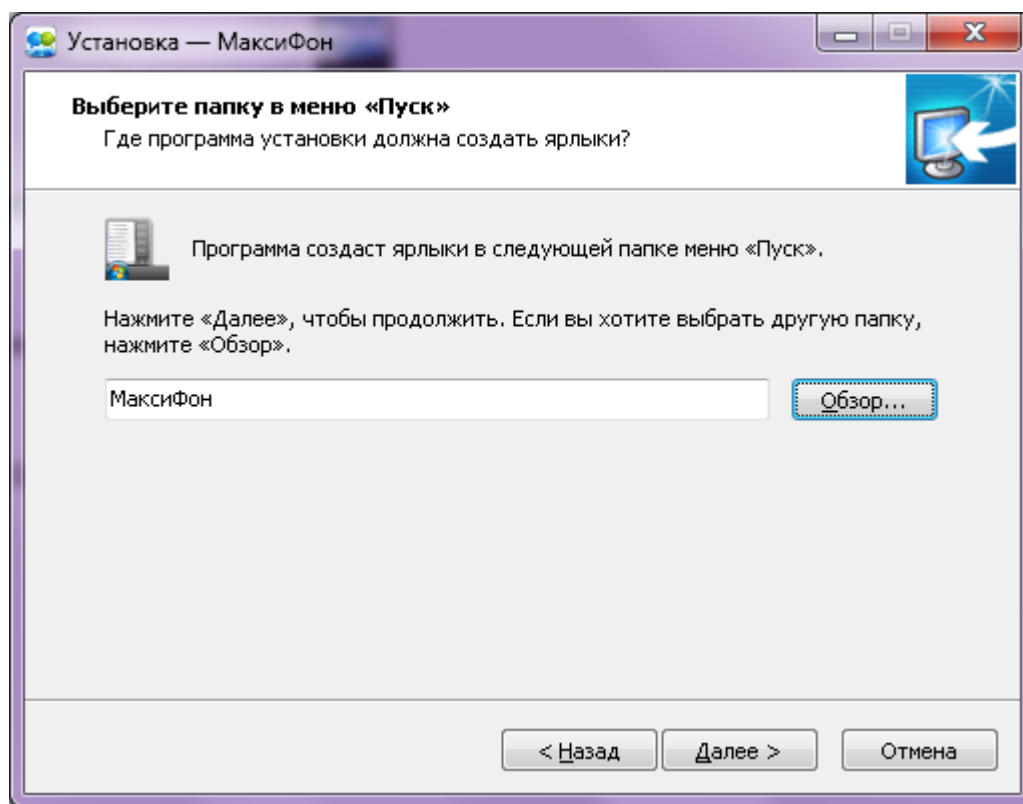 Установка — МаксиФон
Выберите папку в меню «Пуск»
Где программа установки должна создать ярлыки?
Программа создаст ярлыки в следующей папке меню «Пуск».
Нажмите «Далее», чтобы продолжить. Если вы хотите выбрать другую папку,
нажмите «Обзор».
МаксиФон
Обзор...
< Назад
Далее >
Отмена